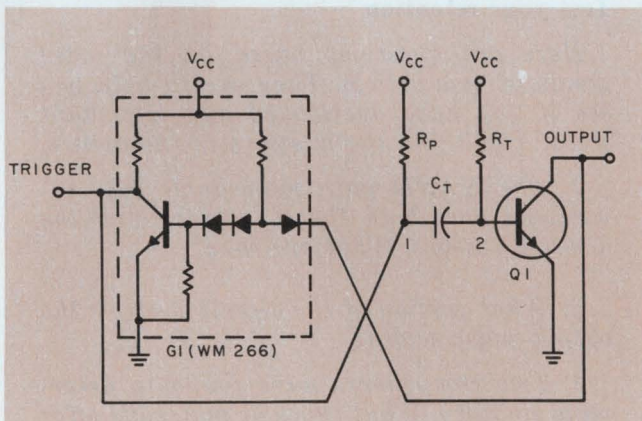 VCC
VCC
VCC
RP
RT
OUTPUT
TRIGGER
CT
1
2
Q1
G1 (WM 266)